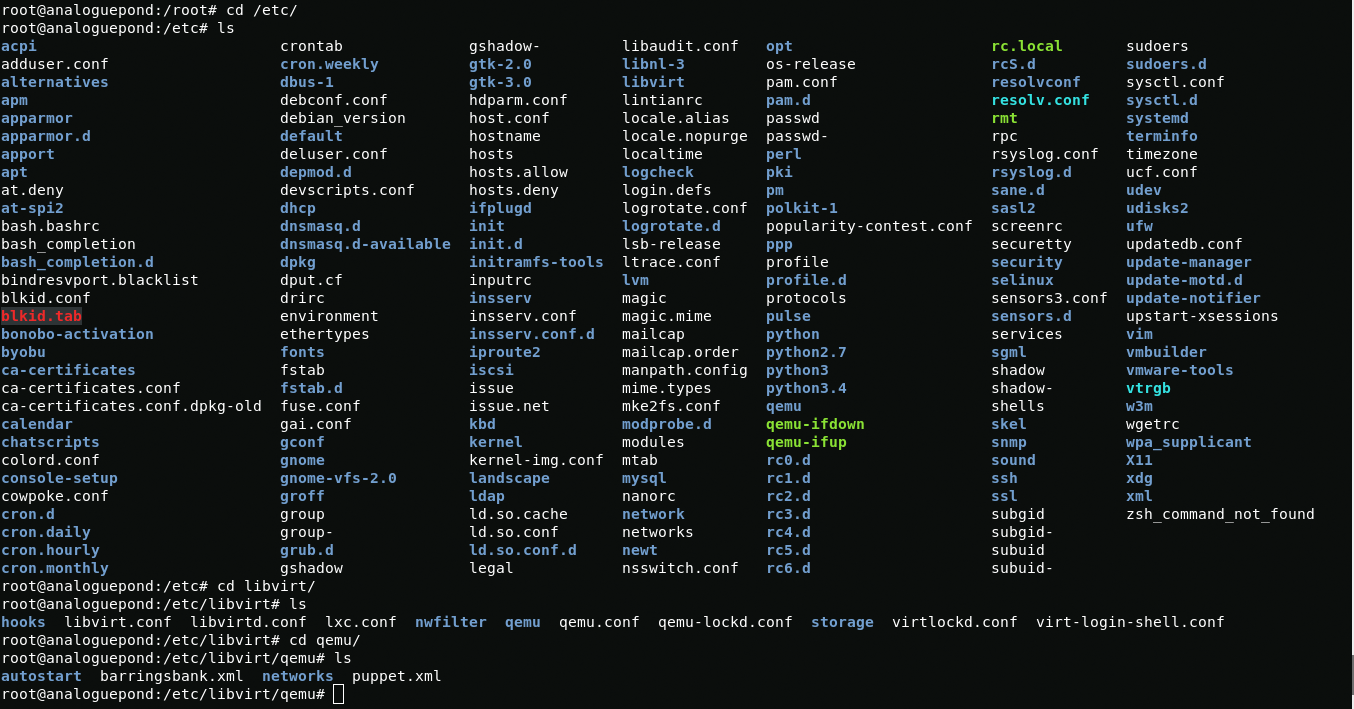 root@analoguepond:/root# cd /etc/
root@analoguepond:/etc# ls
acpi crontab gshadow- libaudit.conf opt rc.local sudoers
adduser.conf cron.weekly gtk-2.0 libnl-3 os-release rcS.d sudoers.d
alternatives dbus-1 gtk-3.0 libvirt pam.conf resolvconf sysctl.conf
apm debconf.conf hdparm.conf lintianrc pam.d resolv.conf sysctl.d
apparmor debian_version host.conf locale.alias passwd rmt systemd
apparmor.d default hostname locale.nopurge passwd- rpc terminfo
apport deluser.conf hosts localtime perl rsyslog.conf timezone
apt depmod.d hosts.allow logcheck pki rsyslog.d ucf.conf
at.deny devscripts.conf hosts.deny login.defs pm sane.d udev
at-spi2 dhcp ifplugd logrotate.conf polkit-1 sasl2 udisks2
bash.bashrc dnsmasq.d init logrotate.d popularity-contest.conf screenrc ufw
bash_completion dnsmasq.d-available init.d lsb-release ppp securetty updatedb.conf
bash_completion.d dpkg initramfs-tools ltrace.conf profile security update-manager
bindresvport.blacklist dput.cf inputrc lvm profile.d selinux update-motd.d
blkid.conf drirc insserv magic protocols sensors3.conf update-notifier
blkid.tab environment insserv.conf magic.mime pulse sensors.d upstart-xsessions
bonobo-activation ethertypes insserv.conf.d mailcap python services vim
byobu fonts iproute2 mailcap.order python2.7 sgml vmbuilder
ca-certificates fstab iscsi manpath.config python3 shadow vmware-tools
ca-certificates.conf fstab.d issue mime.types python3.4 shadow- vtrgb
ca-certificates.conf.dpkg-old fuse.conf issue.net mke2fs.conf qemu shells w3m
calendar gai.conf kbd modprobe.d qemu-ifdown skel wgetrc
chatscripts gconf kernel modules qemu-ifup snmp wpa_supplicant
colord.conf gnome kernel-img.conf mtab rc0.d sound X11
console-setup gnome-vfs-2.0 landscape mysql rc1.d ssh xdg
cowpoke.conf groff ldap nanorc rc2.d ssl xml
cron.d group ld.so.cache network rc3.d subgid zsh_command_not_found
cron.daily group- ld.so.conf networks rc4.d subgid-
cron.hourly grub.d ld.so.conf.d newt rc5.d subuid
cron.monthly gshadow legal nsswitch.conf rc6.d subuid-
root@analoguepond:/etc# cd libvirt/
root@analoguepond:/etc/libvirt# ls
hooks libvirt.conf libvirtd.conf lxc.conf nwfilter qemu qemu.conf qemu-lockd.conf storage virtlockd.conf virt-login-shell.conf
root@analoguepond:/etc/libvirt# cd qemu/
root@analoguepond:/etc/libvirt/qemu# ls
autostart barringsbank.xml networks puppet.xml
root@analoguepond:/etc/libvirt/qemu#